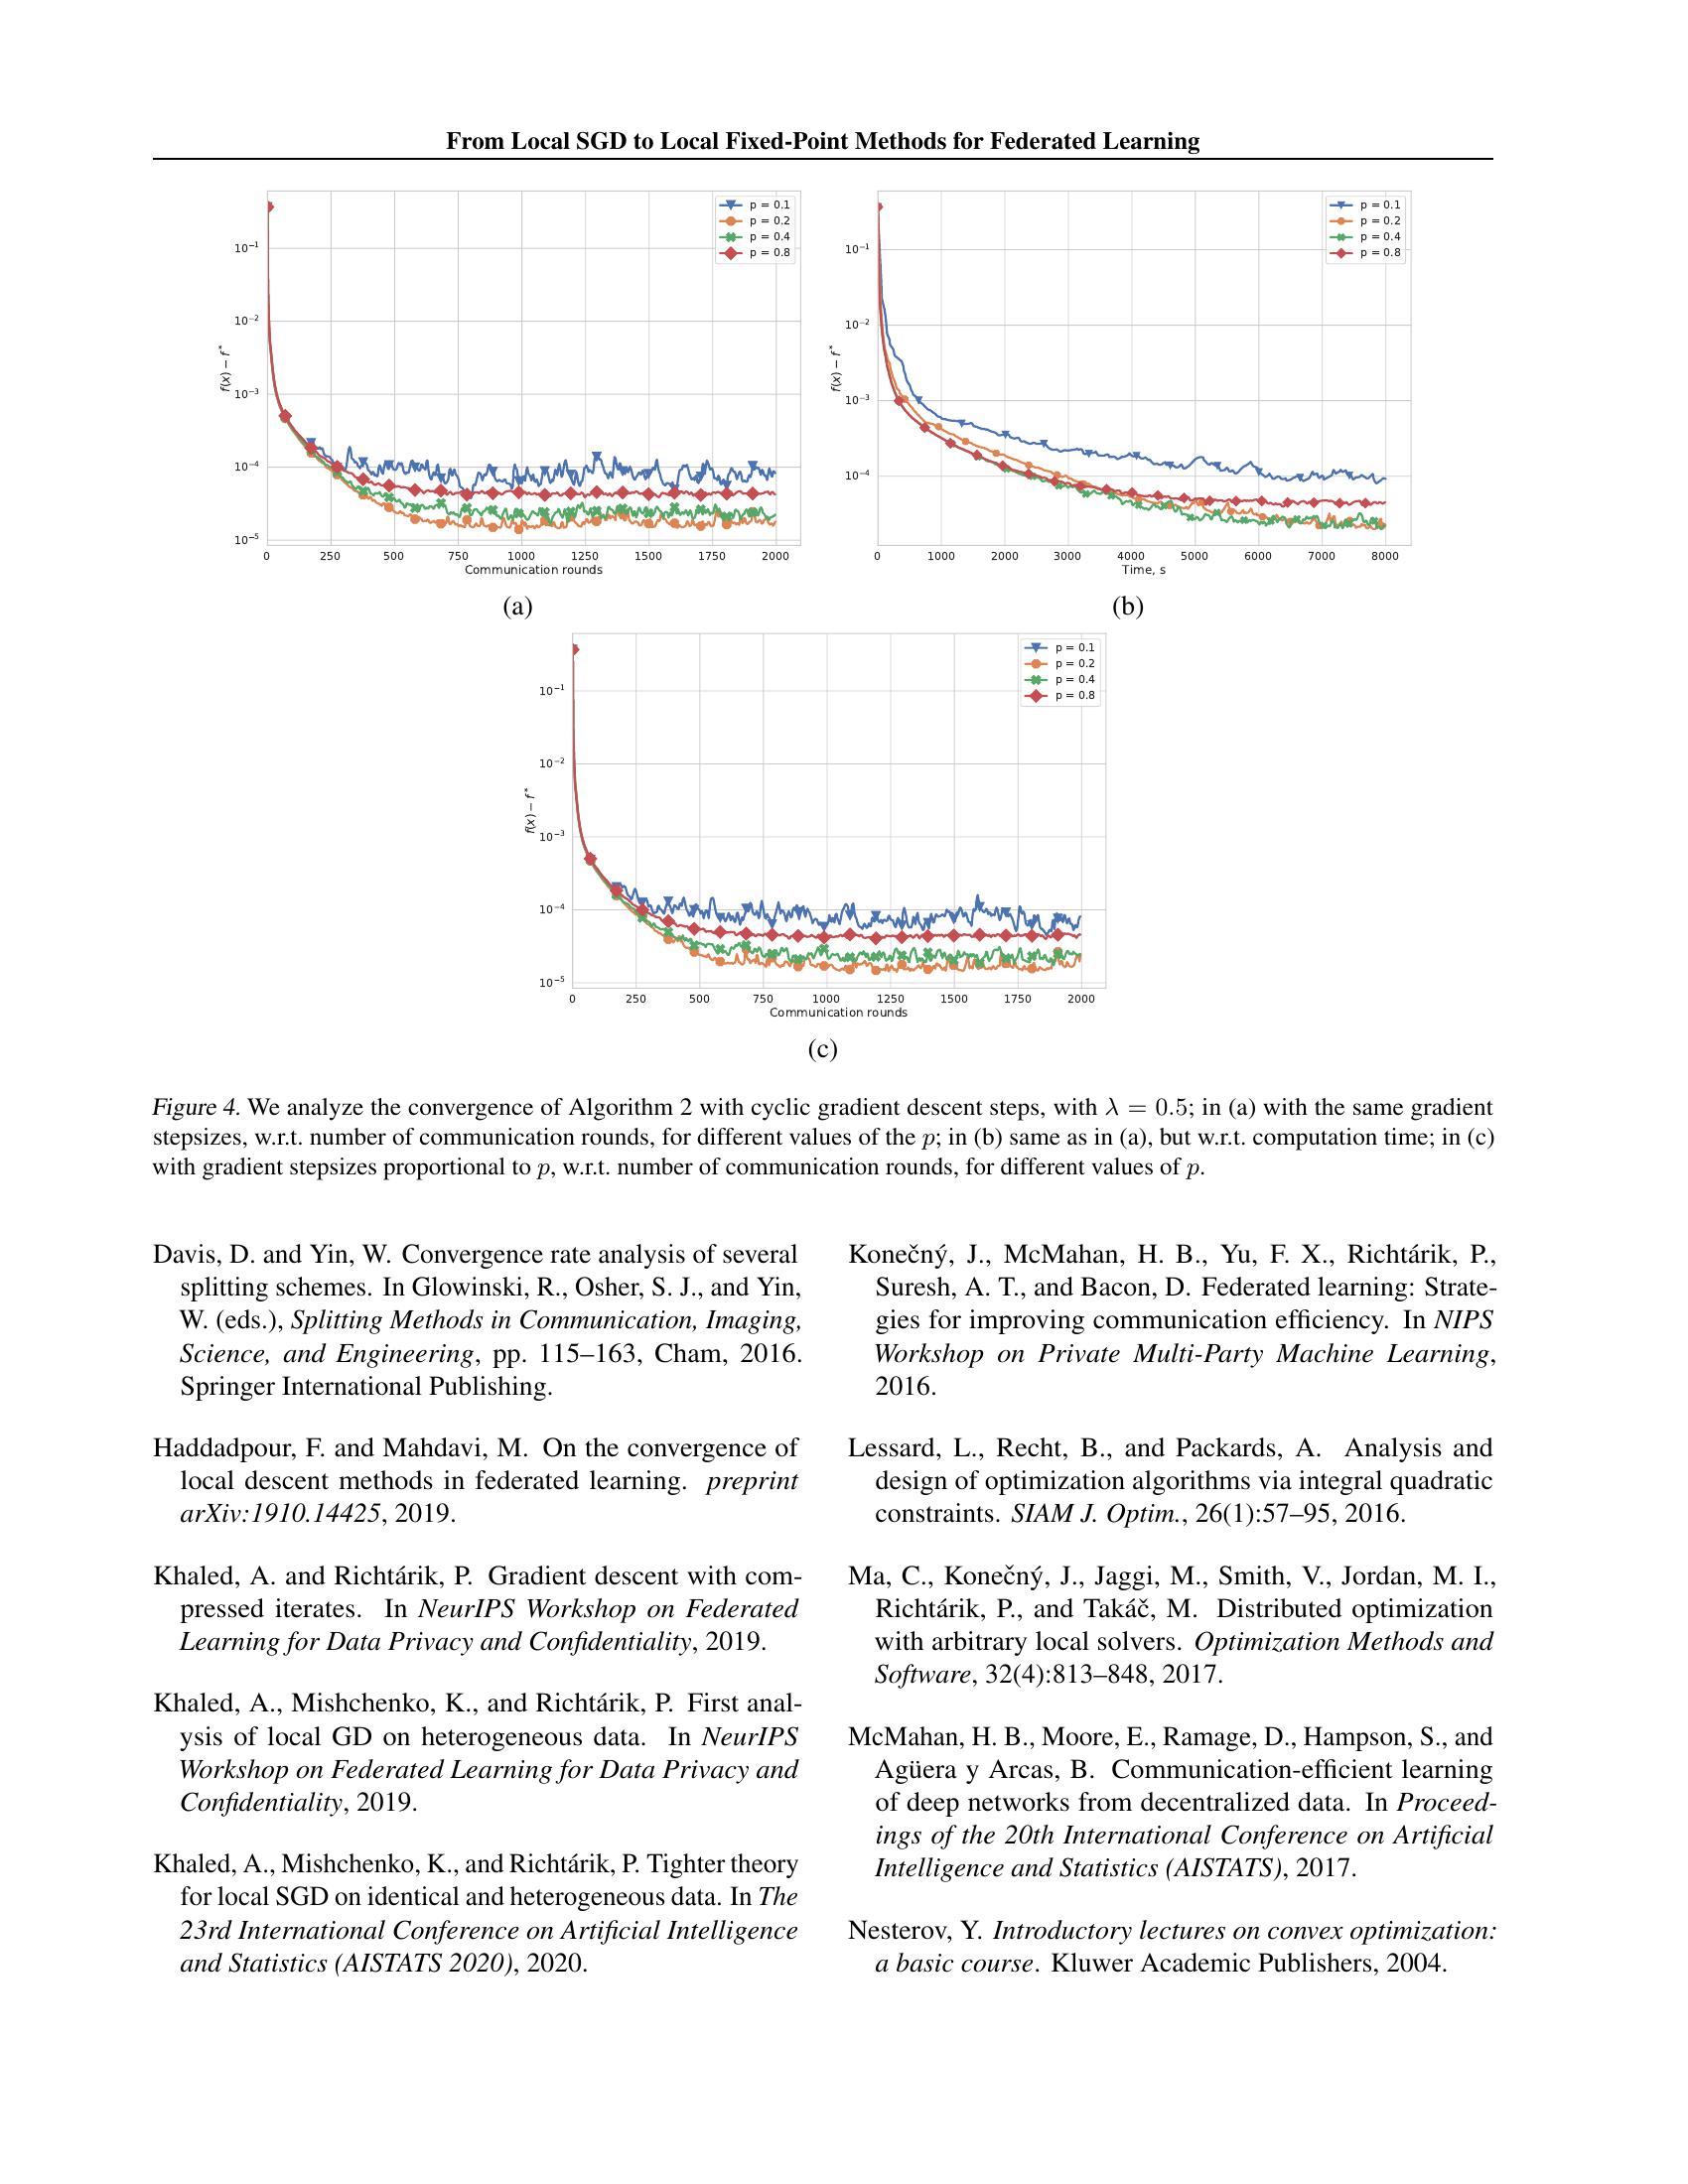 From Local SGD to Local Fixed-Point Methods for Federated Learning
p = 0.1
p = 0.2
p = 0.4
p = 0.8
10⁻¹
10⁻²
10⁻³
10⁻⁴
10⁻⁵
f(x) − f*
0 250 500 750 1000 1250 1500 1750 2000
Communication rounds
(a)
p = 0.1
p = 0.2
p = 0.4
p = 0.8
10⁻¹
10⁻²
10⁻³
10⁻⁴
f(x) − f*
0 1000 2000 3000 4000 5000 6000 7000 8000
Time, s
(b)
p = 0.1
p = 0.2
p = 0.4
p = 0.8
10⁻¹
10⁻²
10⁻³
10⁻⁴
10⁻⁵
f(x) − f*
0 250 500 750 1000 1250 1500 1750 2000
Communication rounds
(c)
Figure 4. We analyze the convergence of Algorithm 2 with cyclic gradient descent steps, with λ = 0.5; in (a) with the same gradient
stepsizes, w.r.t. number of communication rounds, for different values of the p; in (b) same as in (a), but w.r.t. computation time; in (c)
with gradient stepsizes proportional to p, w.r.t. number of communication rounds, for different values of p.
Davis, D. and Yin, W. Convergence rate analysis of several
splitting schemes. In Glowinski, R., Osher, S. J., and Yin,
W. (eds.), Splitting Methods in Communication, Imaging,
Science, and Engineering, pp. 115–163, Cham, 2016.
Springer International Publishing.
Haddadpour, F. and Mahdavi, M. On the convergence of
local descent methods in federated learning. preprint
arXiv:1910.14425, 2019.
Khaled, A. and Richtárik, P. Gradient descent with com-
pressed iterates. In NeurIPS Workshop on Federated
Learning for Data Privacy and Confidentiality, 2019.
Khaled, A., Mishchenko, K., and Richtárik, P. First anal-
ysis of local GD on heterogeneous data. In NeurIPS
Workshop on Federated Learning for Data Privacy and
Confidentiality, 2019.
Khaled, A., Mishchenko, K., and Richtárik, P. Tighter theory
for local SGD on identical and heterogeneous data. In The
23rd International Conference on Artificial Intelligence
and Statistics (AISTATS 2020), 2020.
Konečný, J., McMahan, H. B., Yu, F. X., Richtárik, P.,
Suresh, A. T., and Bacon, D. Federated learning: Strate-
gies for improving communication efficiency. In NIPS
Workshop on Private Multi-Party Machine Learning,
2016.
Lessard, L., Recht, B., and Packards, A. Analysis and
design of optimization algorithms via integral quadratic
constraints. SIAM J. Optim., 26(1):57–95, 2016.
Ma, C., Konečný, J., Jaggi, M., Smith, V., Jordan, M. I.,
Richtárik, P., and Takáč, M. Distributed optimization
with arbitrary local solvers. Optimization Methods and
Software, 32(4):813–848, 2017.
McMahan, H. B., Moore, E., Ramage, D., Hampson, S., and
Agüera y Arcas, B. Communication-efficient learning
of deep networks from decentralized data. In Proceed-
ings of the 20th International Conference on Artificial
Intelligence and Statistics (AISTATS), 2017.
Nesterov, Y. Introductory lectures on convex optimization:
a basic course. Kluwer Academic Publishers, 2004.